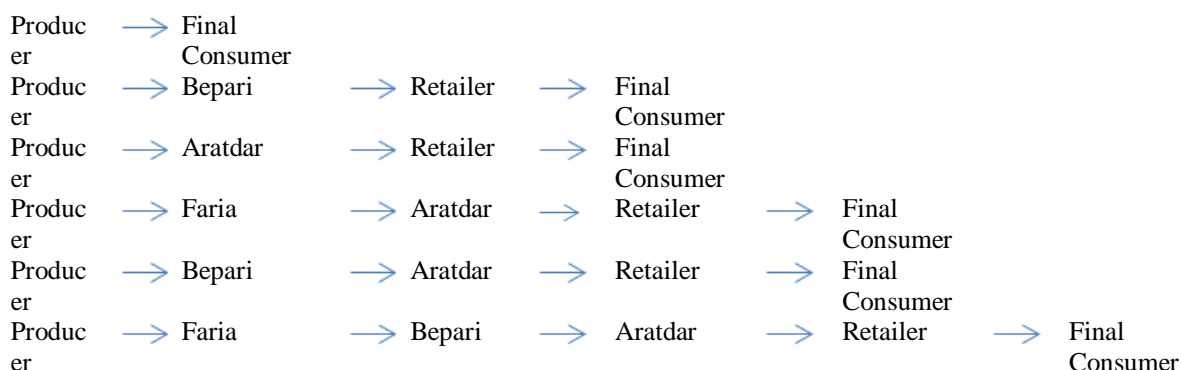 Produc Final
er Consumer
Produc Bepari Retailer Final
er Consumer
Produc Aratdar Retailer Final
er Consumer
Produc Faria Aratdar Retailer Final
er Consumer
Produc Bepari Aratdar Retailer Final
er Consumer
Produc Faria Bepari Aratdar Retailer Final
er Consumer